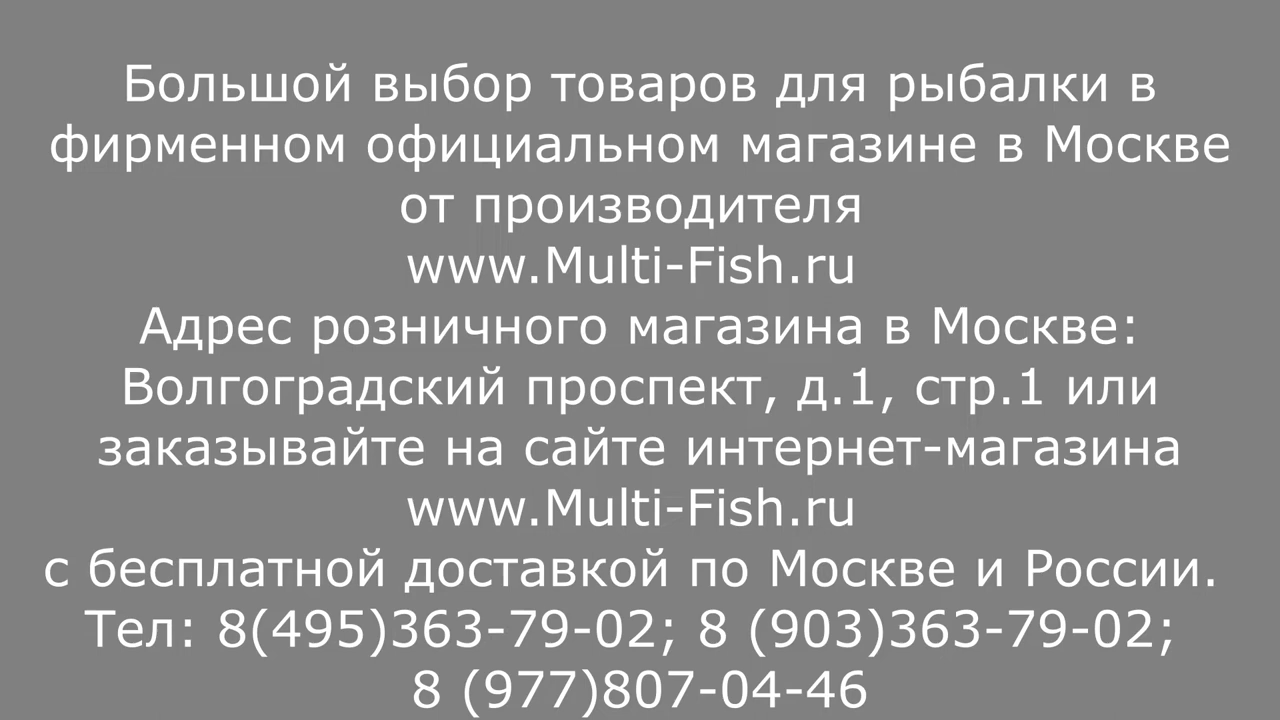 Большой выбор товаров для рыбалки в
фирменном официальном магазине в Москве
от производителя
www.Multi-Fish.ru
Адрес розничного магазина в Москве:
Волгоградский проспект, д.1, стр.1 или
заказывайте на сайте интернет-магазина
www.Multi-Fish.ru
с бесплатной доставкой по Москве и России.
Тел: 8(495)363-79-02; 8 (903)363-79-02;
8 (977)807-04-46